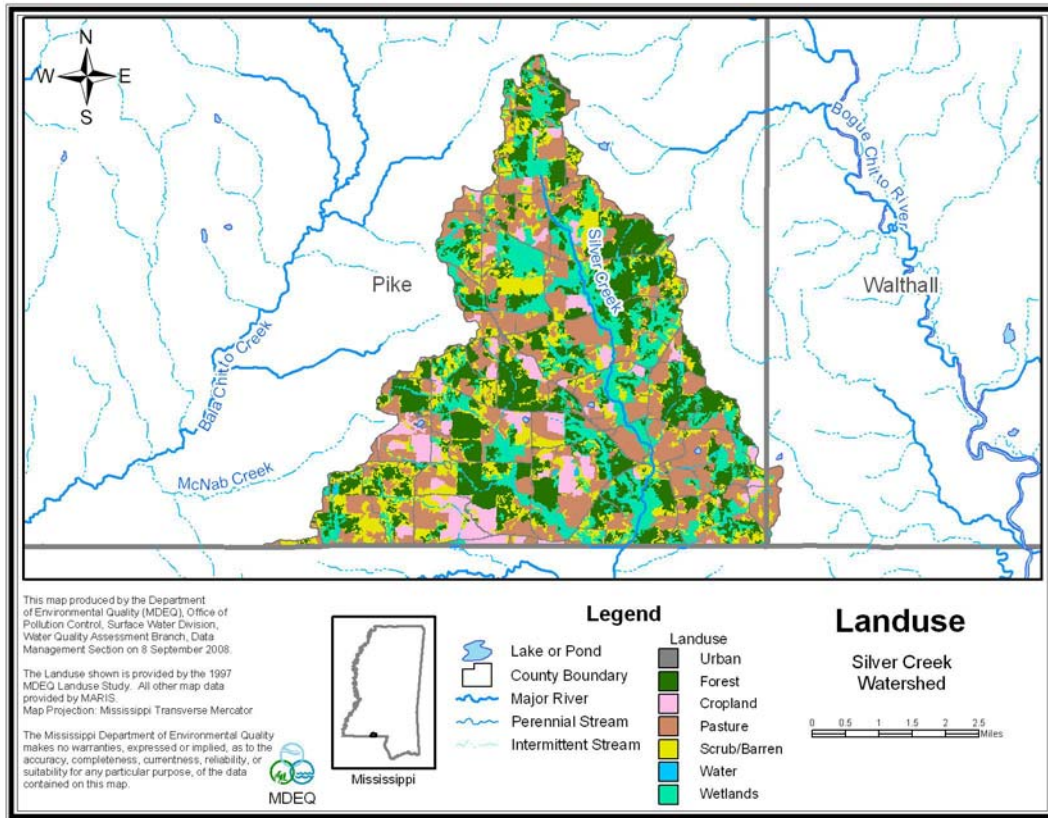 N
W E
S
Bogue Chitto River
Silver Creek
Pike
Walthall
Bala Chitto Creek
McNab Creek
This map produced by the Department
of Environmental Quality (MDEQ), Office of
Pollution Control, Surface Water Division,
Water Quality Assessment Branch, Data
Management Section on 8 September 2008.
The Landuse shown is provided by the 1997
MDEQ Landuse Study. All other map data
provided by MARIS.
Map Projection: Mississippi Transverse Mercator
The Mississippi Department of Environmental Quality
makes no warranties, expressed or implied, as to the
accuracy, completeness, currentness, reliability, or
suitability for any particular purpose, of the data
contained on this map.
MDEQ
Mississippi
Legend
Lake or Pond
County Boundary
Major River
Perennial Stream
Intermittent Stream
Landuse
Urban
Forest
Cropland
Pasture
Scrub/Barren
Water
Wetlands
Landuse
Silver Creek
Watershed
0 0.5 1 1.5 2 2.5
Miles